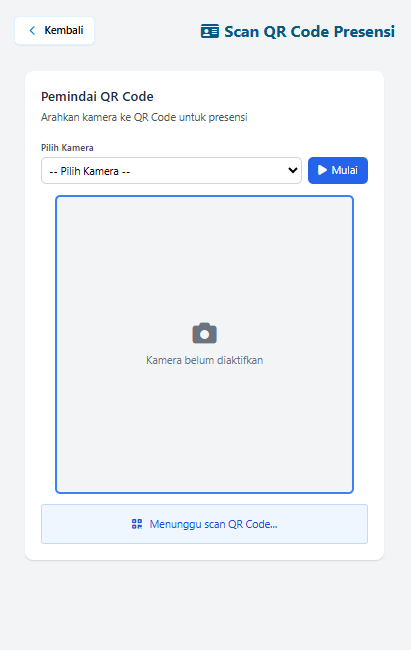 Kembali
Scan QR Code Presensi
Pemindai QR Code
Arahkan kamera ke QR Code untuk presensi
Pilih Kamera
-- Pilih Kamera --
Mulai
Kamera belum diaktifkan
Menunggu scan QR Code...